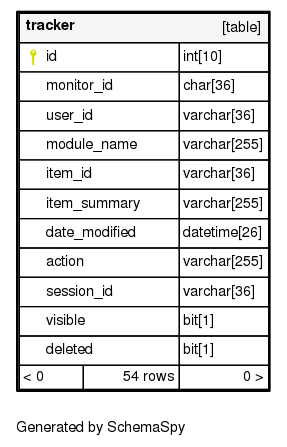 tracker [table]
id int[10]
monitor_id char[36]
user_id varchar[36]
module_name varchar[255]
item_id varchar[36]
item_summary varchar[255]
date_modified datetime[26]
action varchar[255]
session_id varchar[36]
visible bit[1]
deleted bit[1]
< 0 54 rows 0 >
Generated by SchemaSpy